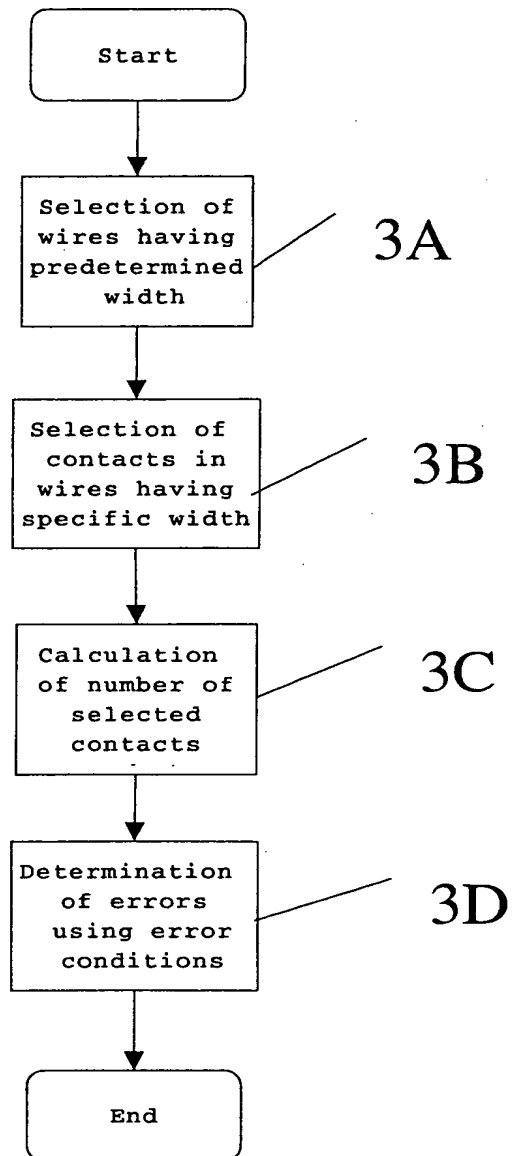 Start
Selection of
wires having
predetermined
width
3A
Selection of
contacts in
wires having
specific width
3B
Calculation
of number of
selected
contacts
3C
Determination
of errors
using error
conditions
3D
End